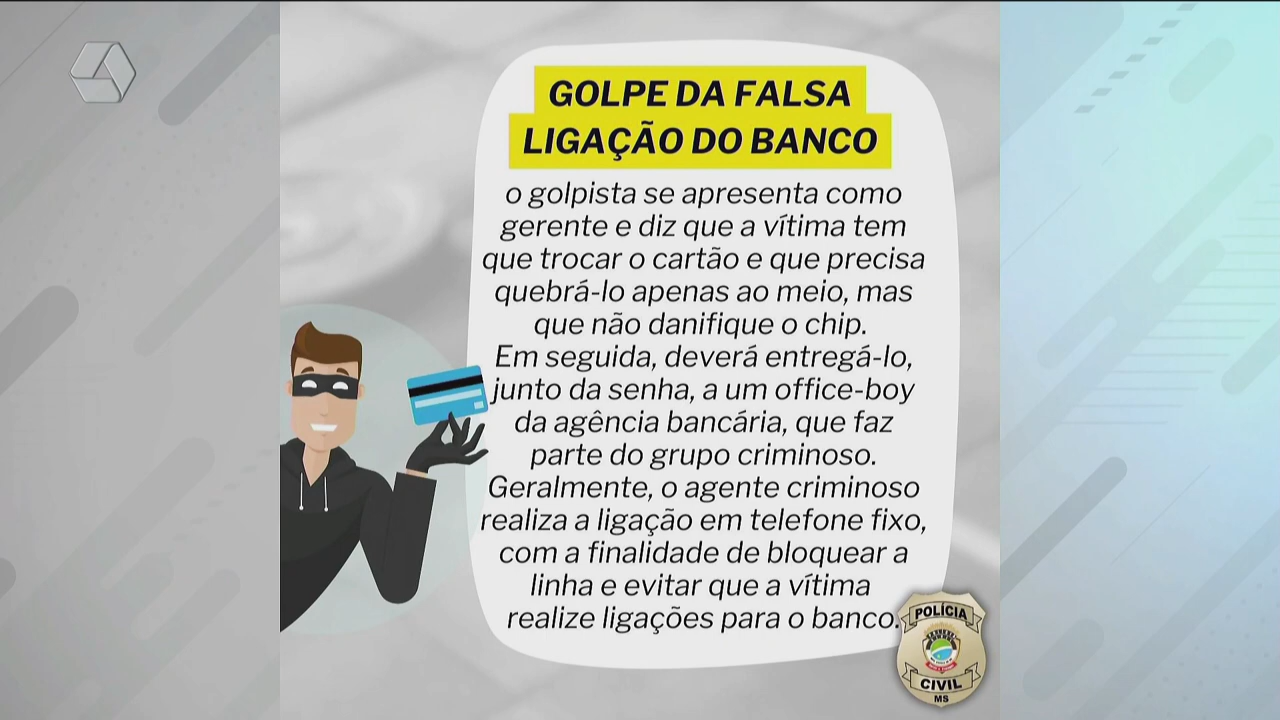 GOLPE DA FALSA
LIGAÇÃO DO BANCO
o golpista se apresenta como
gerente e diz que a vítima tem
que trocar o cartão e que precisa
quebrá-lo apenas ao meio, mas
que não danifique o chip.
Em seguida, deverá entregá-lo,
junto da senha, a um office-boy
da agência bancária, que faz
parte do grupo criminoso.
Geralmente, o agente criminoso
realiza a ligação em telefone fixo,
com a finalidade de bloquear a
linha e evitar que a vítima
realize ligações para o banco.
POLÍCIA
CIVIL
MS